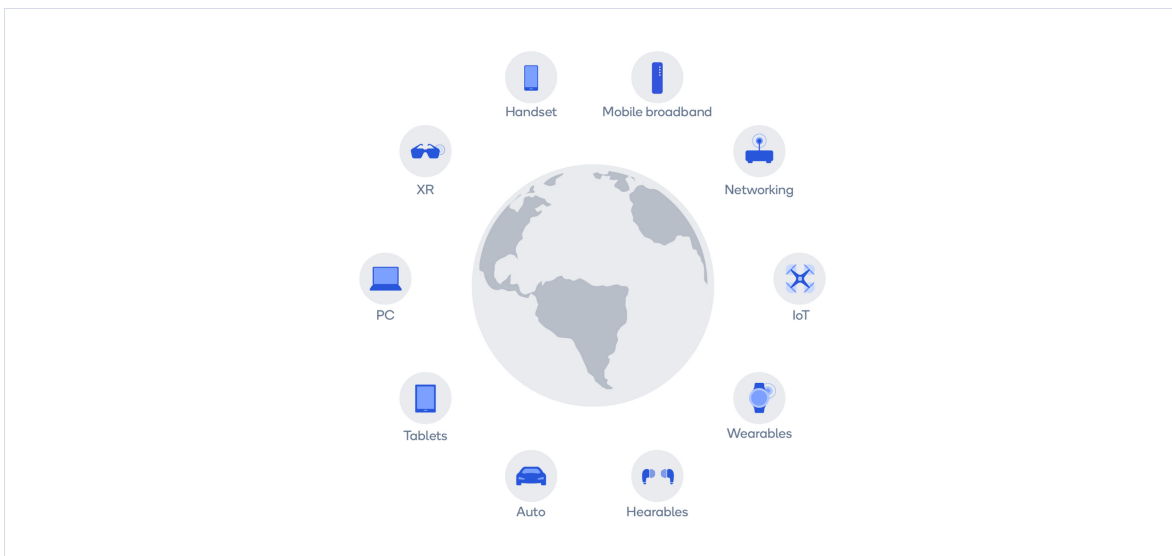 Handset
Mobile broadband
XR
Networking
PC
IoT
Tablets
Wearables
Auto
Hearables